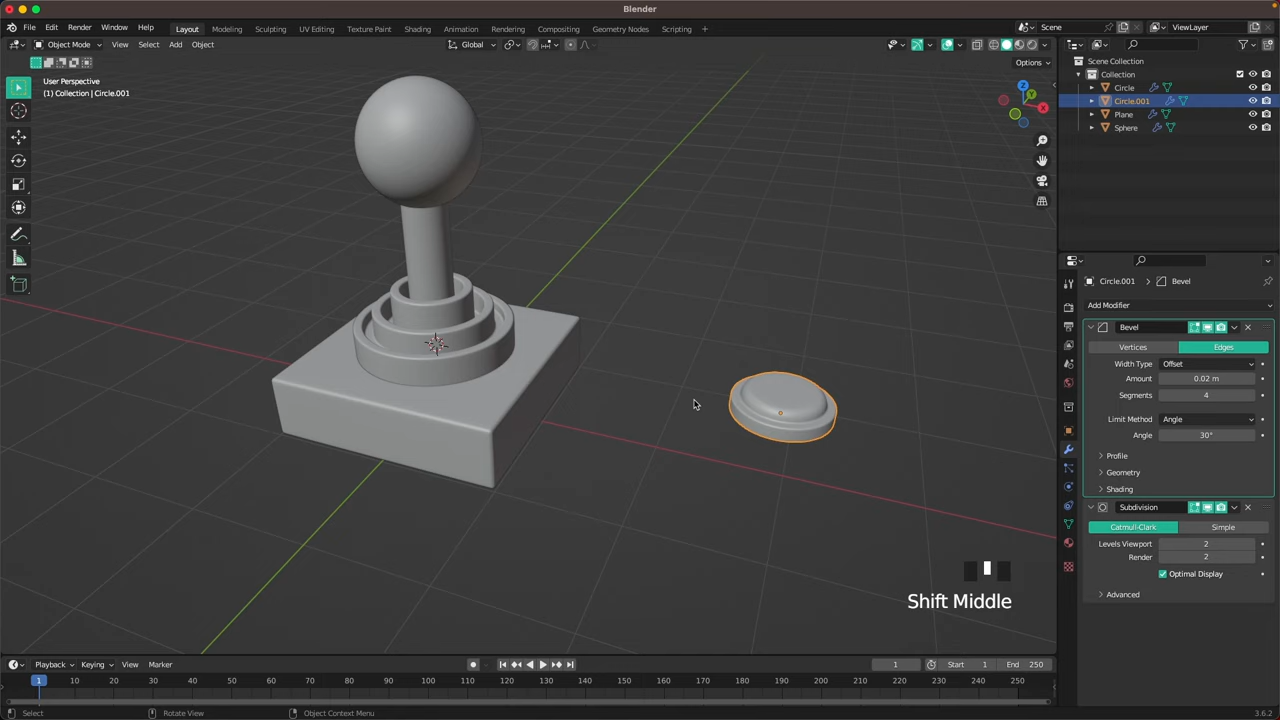 Blender
File Edit Render Window Help Layout Modeling Sculpting UV Editing Texture Paint Shading Animation Rendering Compositing Geometry Nodes Scripting + Scene ViewLayer
Object Mode View Select Add Object Global
Options
User Perspective
(1) Collection | Circle.001
Z
Y
X
Scene Collection
Collection
Circle
Circle.001
Plane
Sphere
Circle.001 > Bevel
Add Modifier
Bevel
Vertices Edges
Width Type Offset
Amount 0.02 m
Segments 4
Limit Method Angle
Angle 30°
Profile
Geometry
Shading
Subdivision
Catmull-Clark Simple
Levels Viewport 2
Render 2
Optimal Display
Advanced
Shift Middle
Playback Keying View Marker 1 Start 1 End 250
1 10 20 30 40 50 60 70 80 90 100 110 120 130 140 150 160 170 180 190 200 210 220 230 240 250
Select Rotate View Object Context Menu 3.6.2